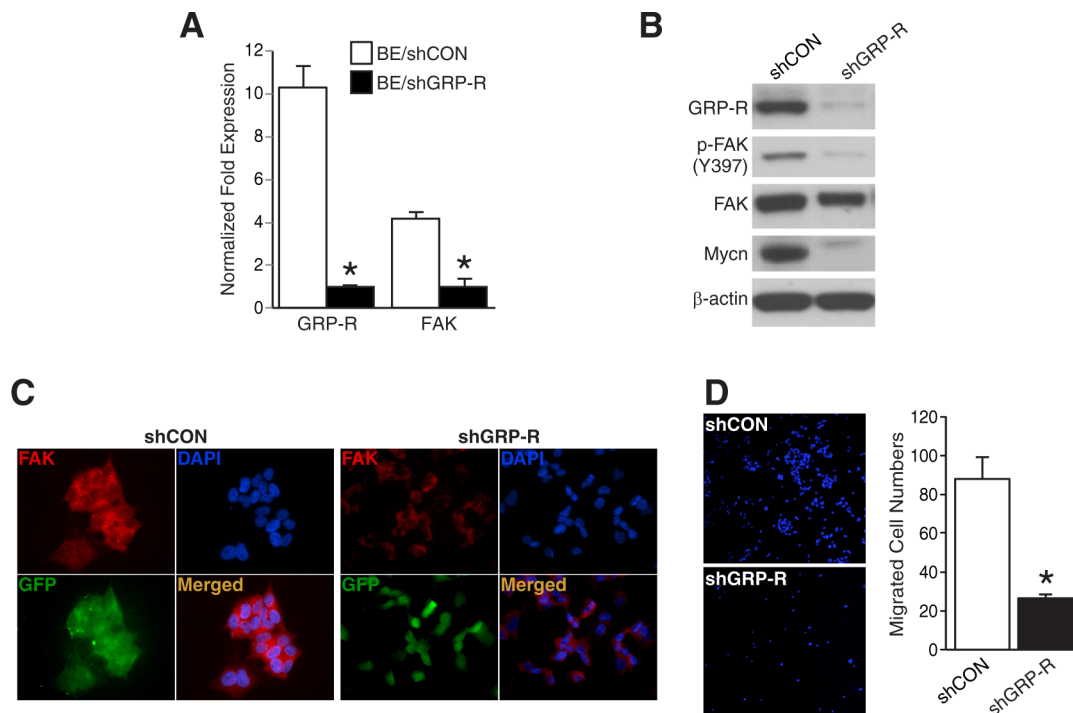 A
BE/shCON
BE/shGRP-R
Normalized Fold Expression
12
10
8
6
4
2
0
*
*
GRP-R
FAK
B
shCON
shGRP-R
GRP-R
p-FAK
(Y397)
FAK
Mycn
β-actin
C
shCON
shGRP-R
FAK
DAPI
FAK
DAPI
GFP
Merged
GFP
Merged
D
shCON
shGRP-R
Migrated Cell Numbers
120
100
80
60
40
20
0
*
shCON
shGRP-R